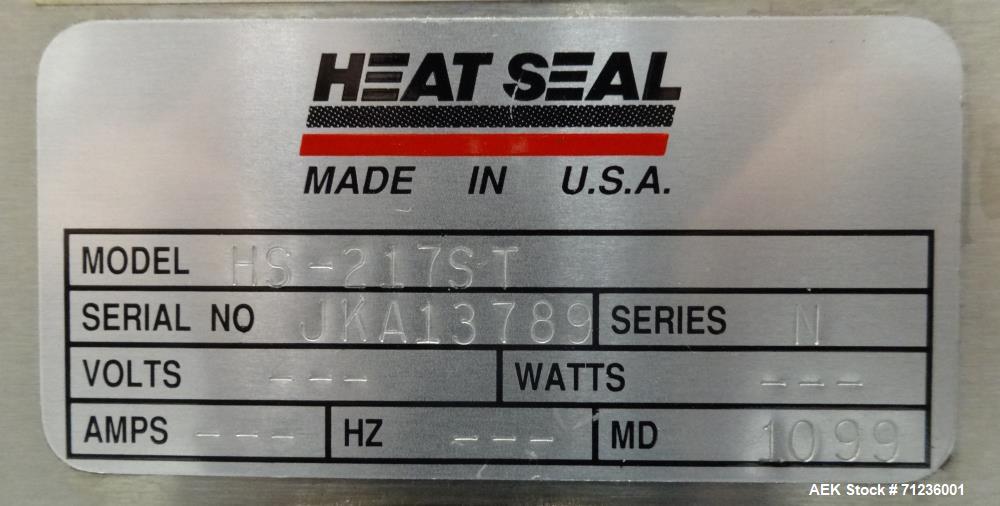 HEAT SEAL
MADE IN U.S.A.
MODEL HS-217ST
SERIAL NO JKA13789 SERIES N
VOLTS --- WATTS ---
AMPS --- HZ --- MD 1099
AEK Stock # 71236001